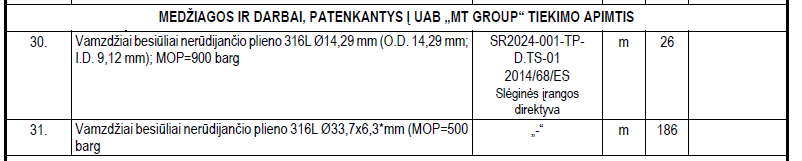 MEDŽIAGOS IR DARBAI, PATENKANTYS Į UAB „MT GROUP“ TIEKIMO APIMTIS
30. Vamzdžiai besiūliai nerūdijančio plieno 316L Ø14,29 mm (O.D. 14,29 mm; SR2024-001-TP- m 26
I.D. 9,12 mm); MOP=900 barg D.TS-01
2014/68/ES
Slėginės įrangos
direktyva
31. Vamzdžiai besiūliai nerūdijančio plieno 316L Ø33,7x6,3*mm (MOP=500 „-“ m 186
barg